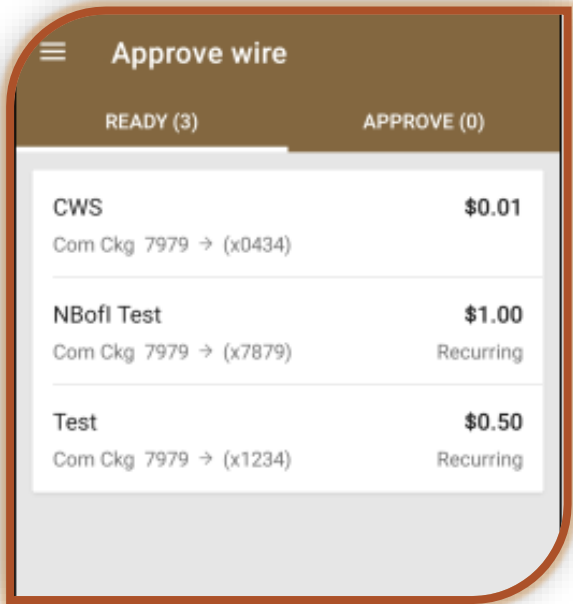 Approve wire
READY (3) APPROVE (0)
CWS $0.01
Com Ckg 7979 → (x0434)
NBofI Test $1.00
Com Ckg 7979 → (x7879) Recurring
Test $0.50
Com Ckg 7979 → (x1234) Recurring